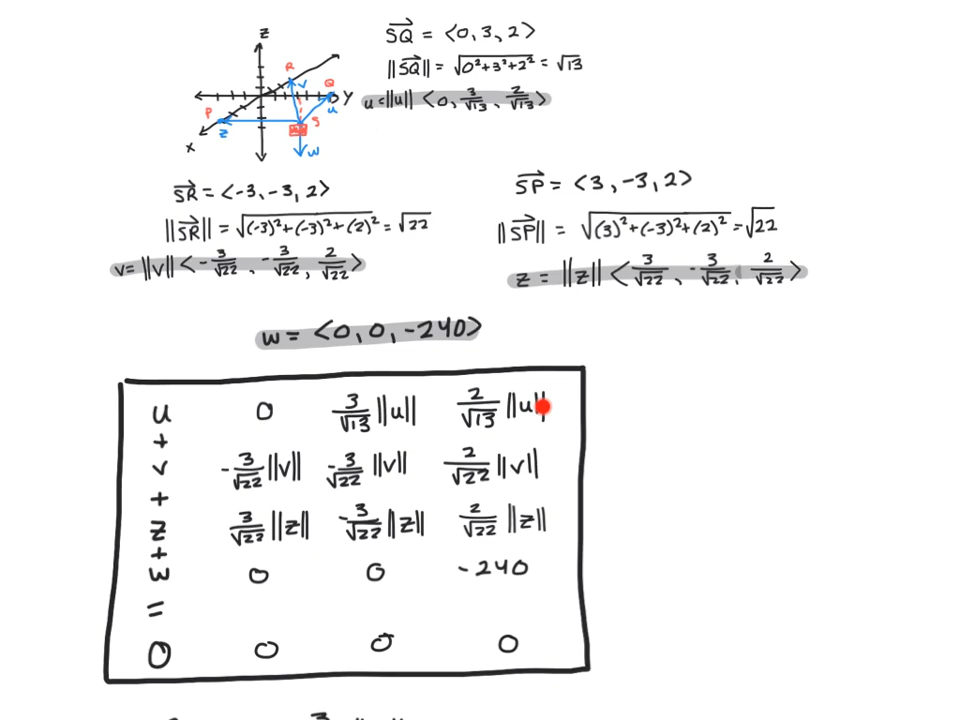 Z
R
V
Q
Y
u
P
Z
S
X
W
SQ = <0, 3, 2>
||SQ|| = √0²+3²+2² = √13
u = ||u|| <0, 3/√13, 2/√13>
SR = <-3, -3, 2>
||SR|| = √(-3)²+(-3)²+(2)² = √22
v = ||v|| <-3/√22, -3/√22, 2/√22>
SP = <3, -3, 2>
||SP|| = √(3)²+(-3)²+(2)² = √22
z = ||z|| <3/√22, -3/√22, 2/√22>
w = <0, 0, -240>
u 0 3/√13 ||u|| 2/√13 ||u||
+
v -3/√22 ||v|| -3/√22 ||v|| 2/√22 ||v||
+
z 3/√22 ||z|| -3/√22 ||z|| 2/√22 ||z||
+
w 0 0 -240
=
0 0 0 0